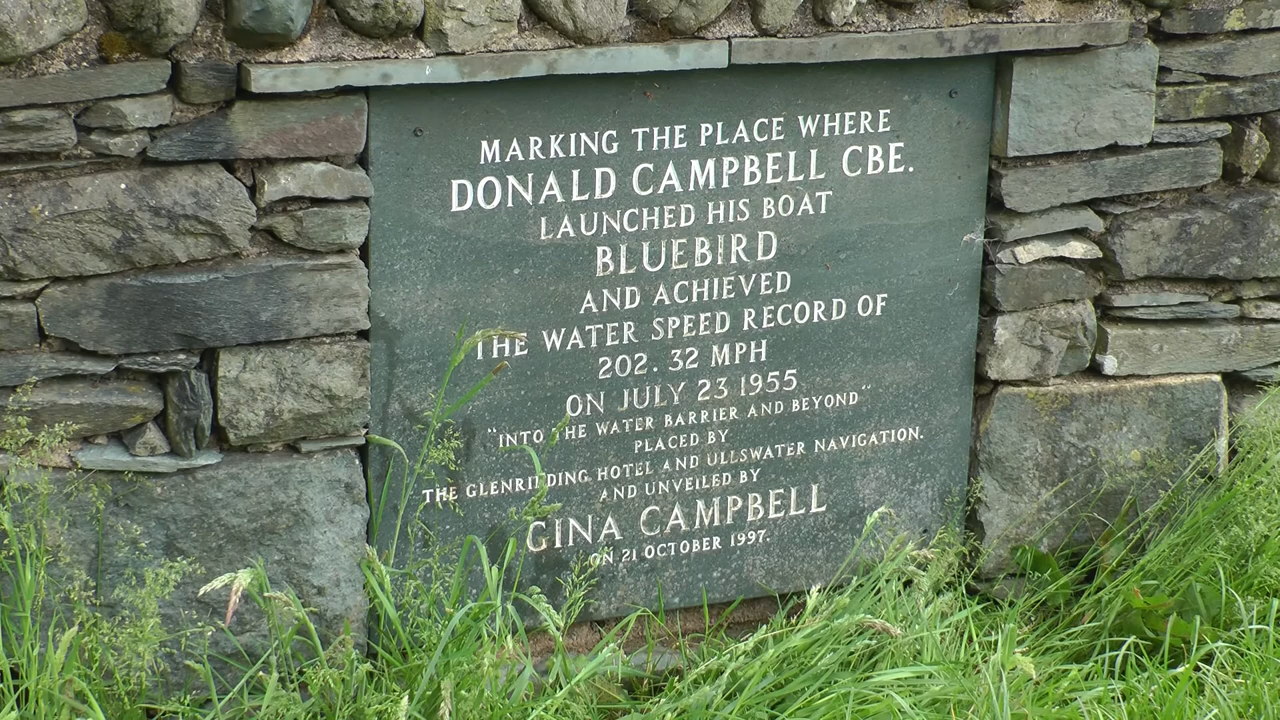 MARKING THE PLACE WHERE
DONALD CAMPBELL CBE.
LAUNCHED HIS BOAT
BLUEBIRD
AND ACHIEVED
THE WATER SPEED RECORD OF
202. 32 MPH
ON JULY 23 1955
"INTO THE WATER BARRIER AND BEYOND"
PLACED BY
THE GLENRIDDING HOTEL AND ULLSWATER NAVIGATION.
AND UNVEILED BY
GINA CAMPBELL
ON 21 OCTOBER 1997.